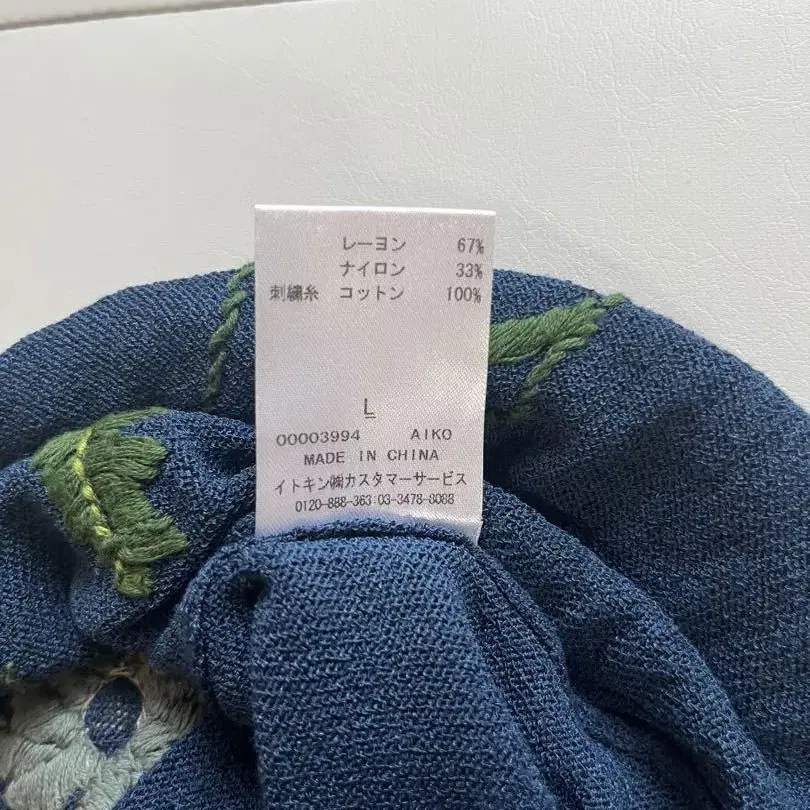 レーヨン 67%
ナイロン 33%
刺繍糸 コットン 100%
L
00003994 AIKO
MADE IN CHINA
イトキン㈱カスタマーサービス
0120-888-363:03-3478-8088